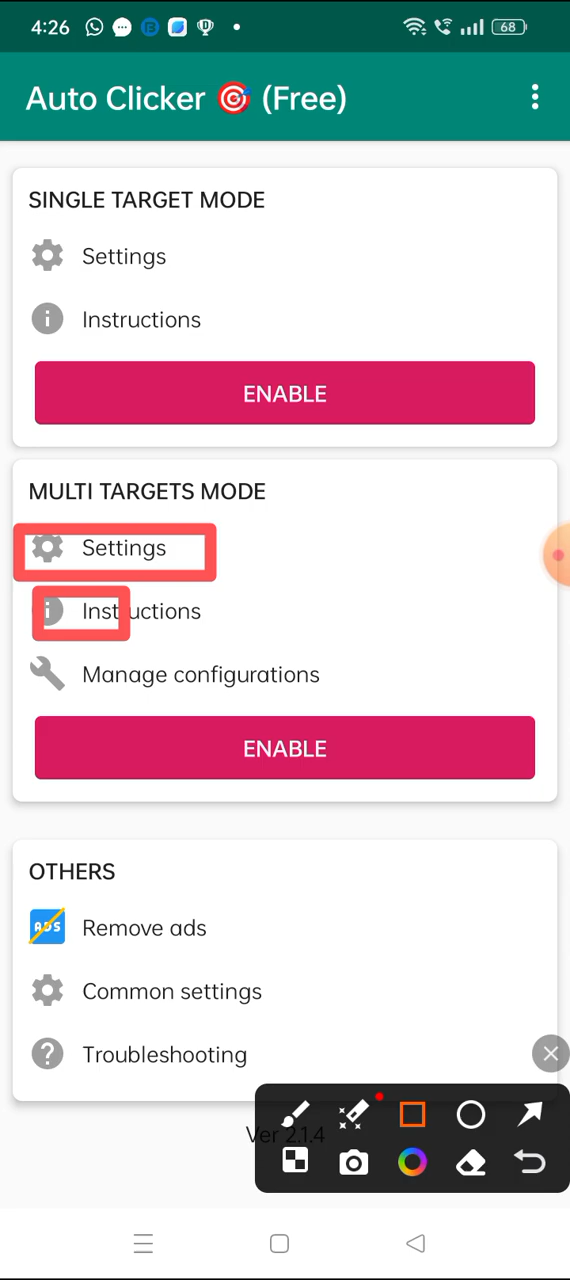 4:26
68
Auto Clicker 🎯 (Free)
SINGLE TARGET MODE
Settings
Instructions
ENABLE
MULTI TARGETS MODE
Settings
Instructions
Manage configurations
ENABLE
OTHERS
ADS
Remove ads
Common settings
Troubleshooting
Ver 2.1.4